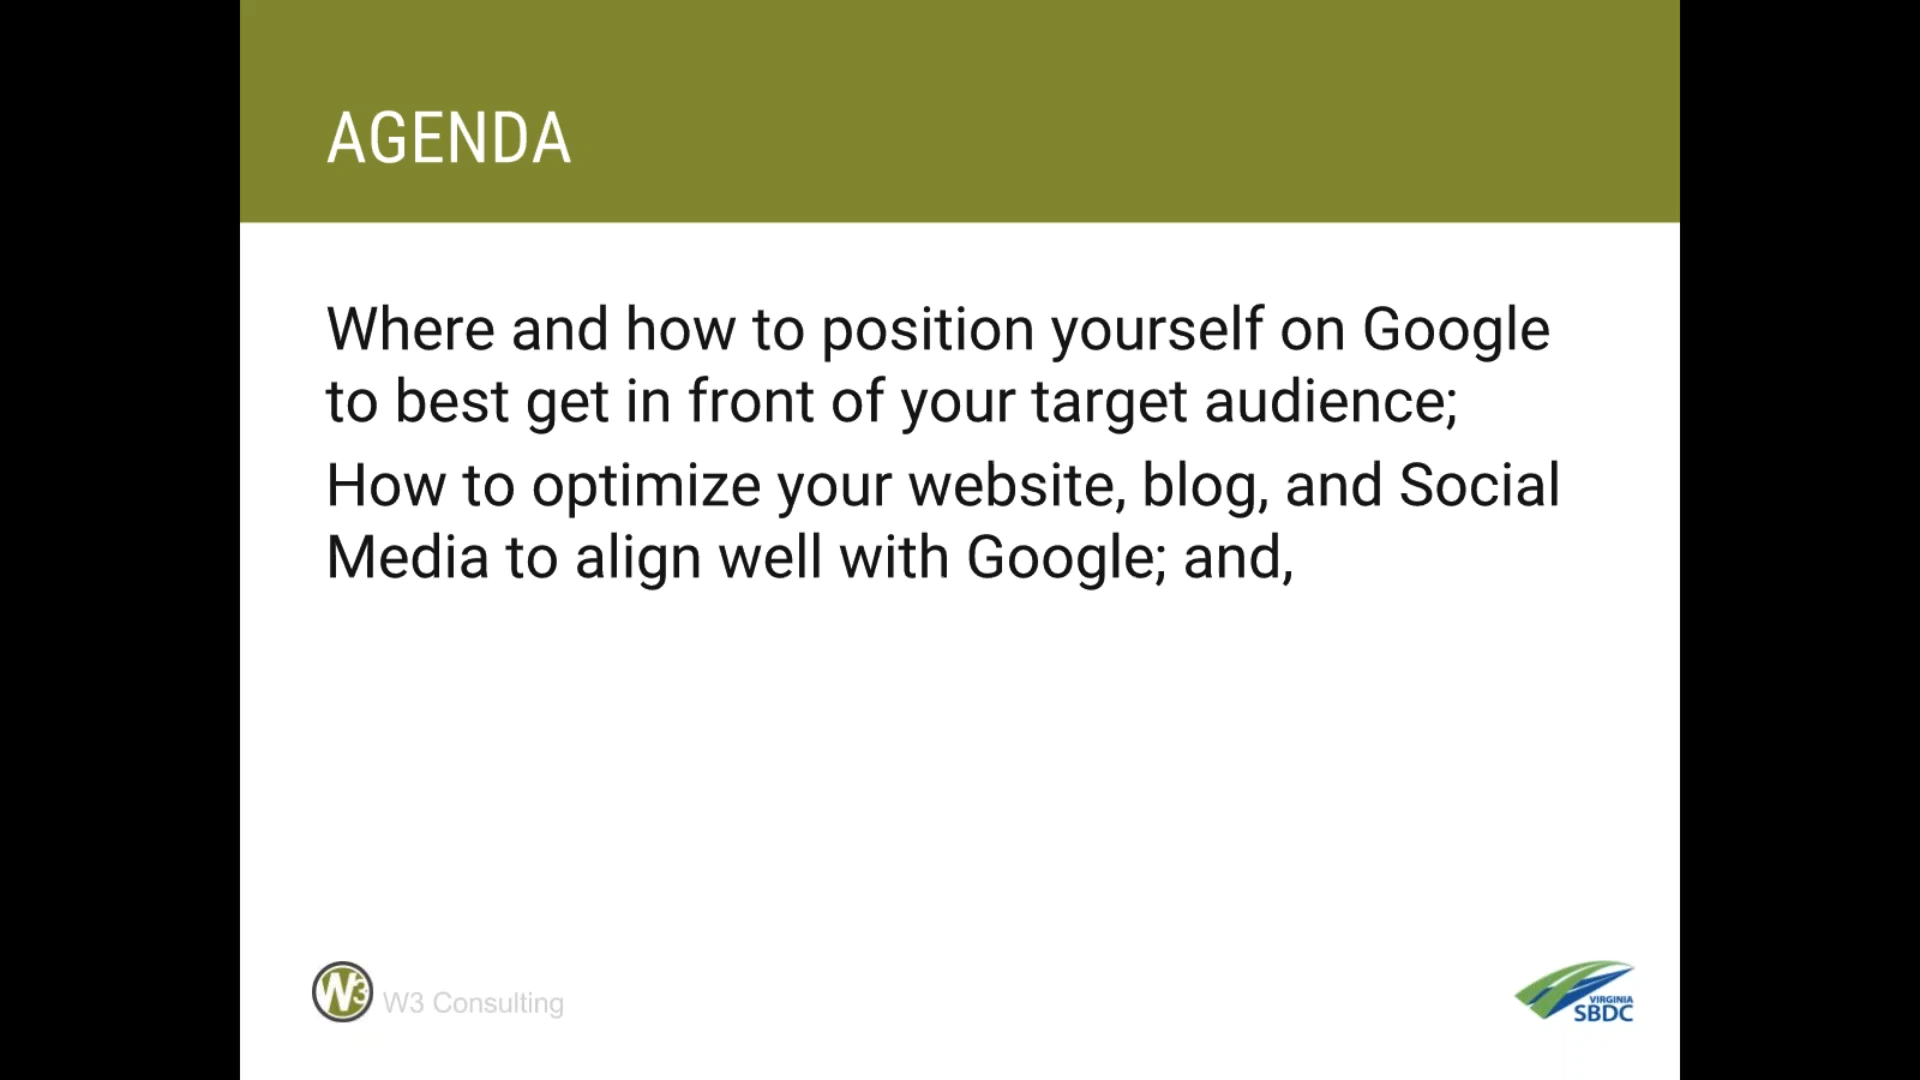 AGENDA
Where and how to position yourself on Google
to best get in front of your target audience;
How to optimize your website, blog, and Social
Media to align well with Google; and,
W3 W3 Consulting
VIRGINIA
SBDC